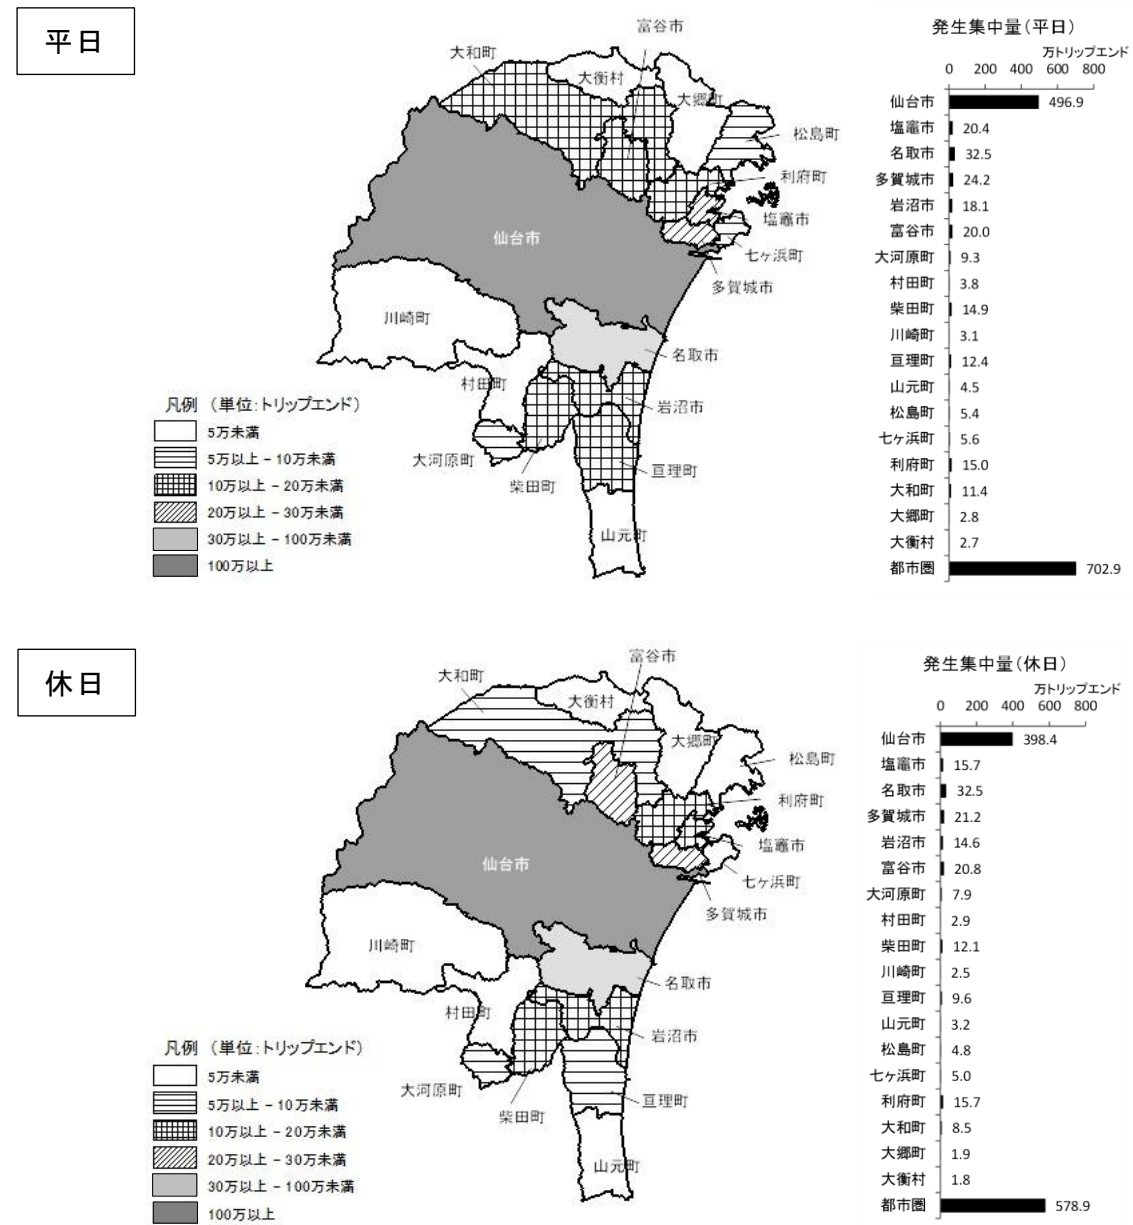 平日
富谷市
大和町
大衡村
大郷町
松島町
利府町
塩竈市
仙台市
七ヶ浜町
多賀城市
川崎町
名取市
村田町
岩沼市
大河原町
柴田町
亘理町
山元町
凡例 (単位:トリップエンド)
5万未満
5万以上 - 10万未満
10万以上 - 20万未満
20万以上 - 30万未満
30万以上 - 100万未満
100万以上
発生集中量(平日)
万トリップエンド
0 200 400 600 800
仙台市 496.9
塩竈市 20.4
名取市 32.5
多賀城市 24.2
岩沼市 18.1
富谷市 20.0
大河原町 9.3
村田町 3.8
柴田町 14.9
川崎町 3.1
亘理町 12.4
山元町 4.5
松島町 5.4
七ヶ浜町 5.6
利府町 15.0
大和町 11.4
大郷町 2.8
大衡村 2.7
都市圏 702.9
休日
富谷市
大和町
大衡村
大郷町
松島町
利府町
塩竈市
仙台市
七ヶ浜町
多賀城市
川崎町
名取市
村田町
岩沼市
大河原町
柴田町
亘理町
山元町
凡例 (単位:トリップエンド)
5万未満
5万以上 - 10万未満
10万以上 - 20万未満
20万以上 - 30万未満
30万以上 - 100万未満
100万以上
発生集中量(休日)
万トリップエンド
0 200 400 600 800
仙台市 398.4
塩竈市 15.7
名取市 32.5
多賀城市 21.2
岩沼市 14.6
富谷市 20.8
大河原町 7.9
村田町 2.9
柴田町 12.1
川崎町 2.5
亘理町 9.6
山元町 3.2
松島町 4.8
七ヶ浜町 5.0
利府町 15.7
大和町 8.5
大郷町 1.9
大衡村 1.8
都市圏 578.9